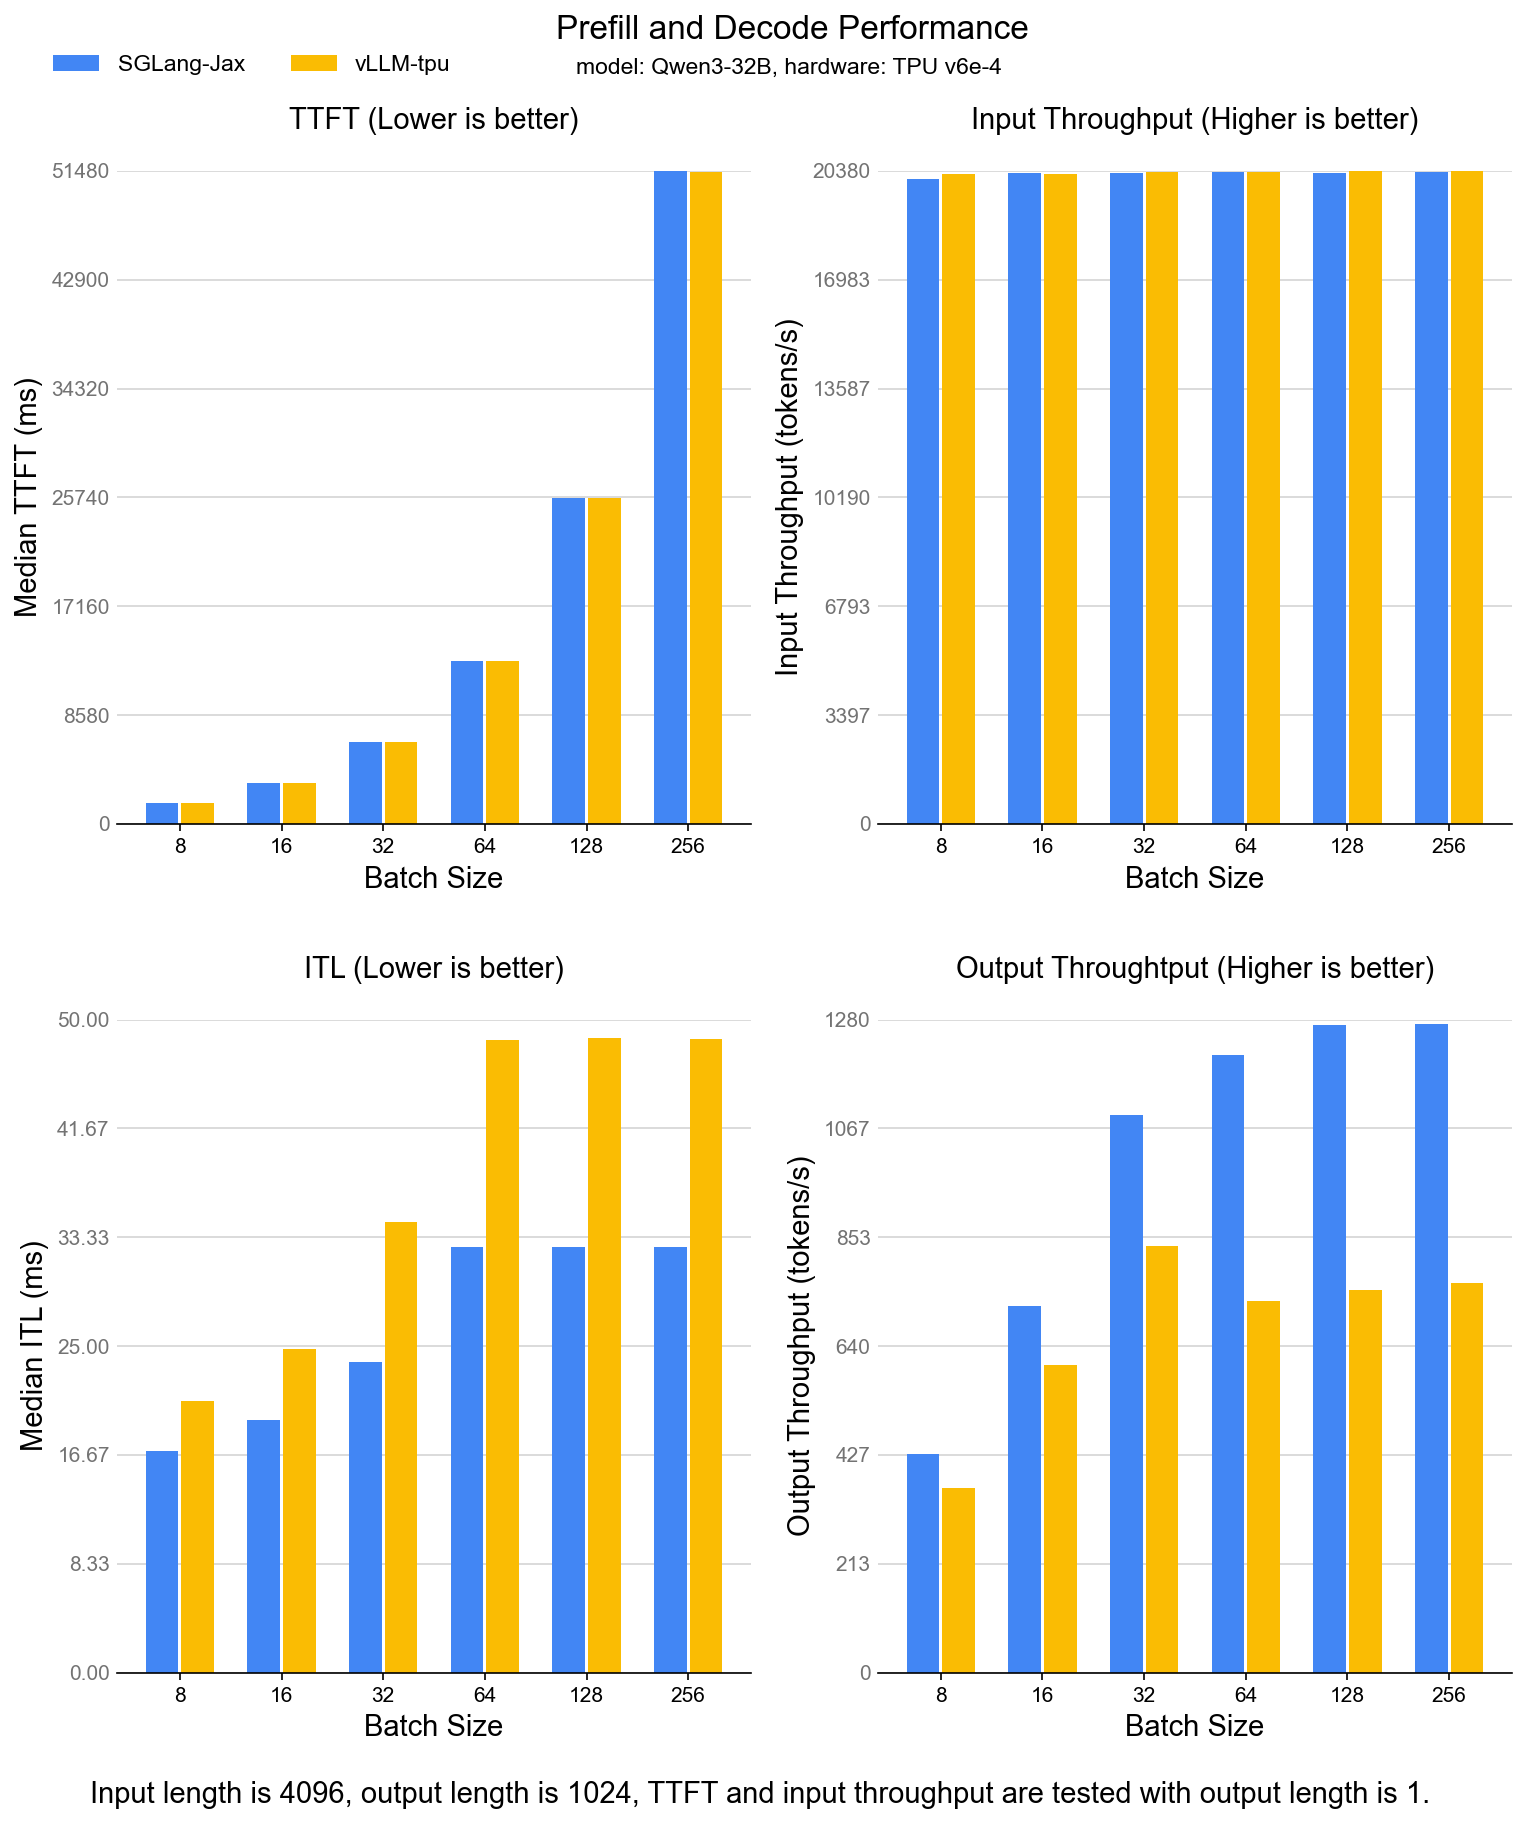 Prefill and Decode Performance
SGLang-Jax vLLM-tpu model: Qwen3-32B, hardware: TPU v6e-4
TTFT (Lower is better)
Median TTFT (ms)
51480
42900
34320
25740
17160
8580
0
8 16 32 64 128 256
Batch Size
Input Throughput (Higher is better)
Input Throughput (tokens/s)
20380
16983
13587
10190
6793
3397
0
8 16 32 64 128 256
Batch Size
ITL (Lower is better)
Median ITL (ms)
50.00
41.67
33.33
25.00
16.67
8.33
0.00
8 16 32 64 128 256
Batch Size
Output Throughtput (Higher is better)
Output Throughput (tokens/s)
1280
1067
853
640
427
213
0
8 16 32 64 128 256
Batch Size
Input length is 4096, output length is 1024, TTFT and input throughput are tested with output length is 1.